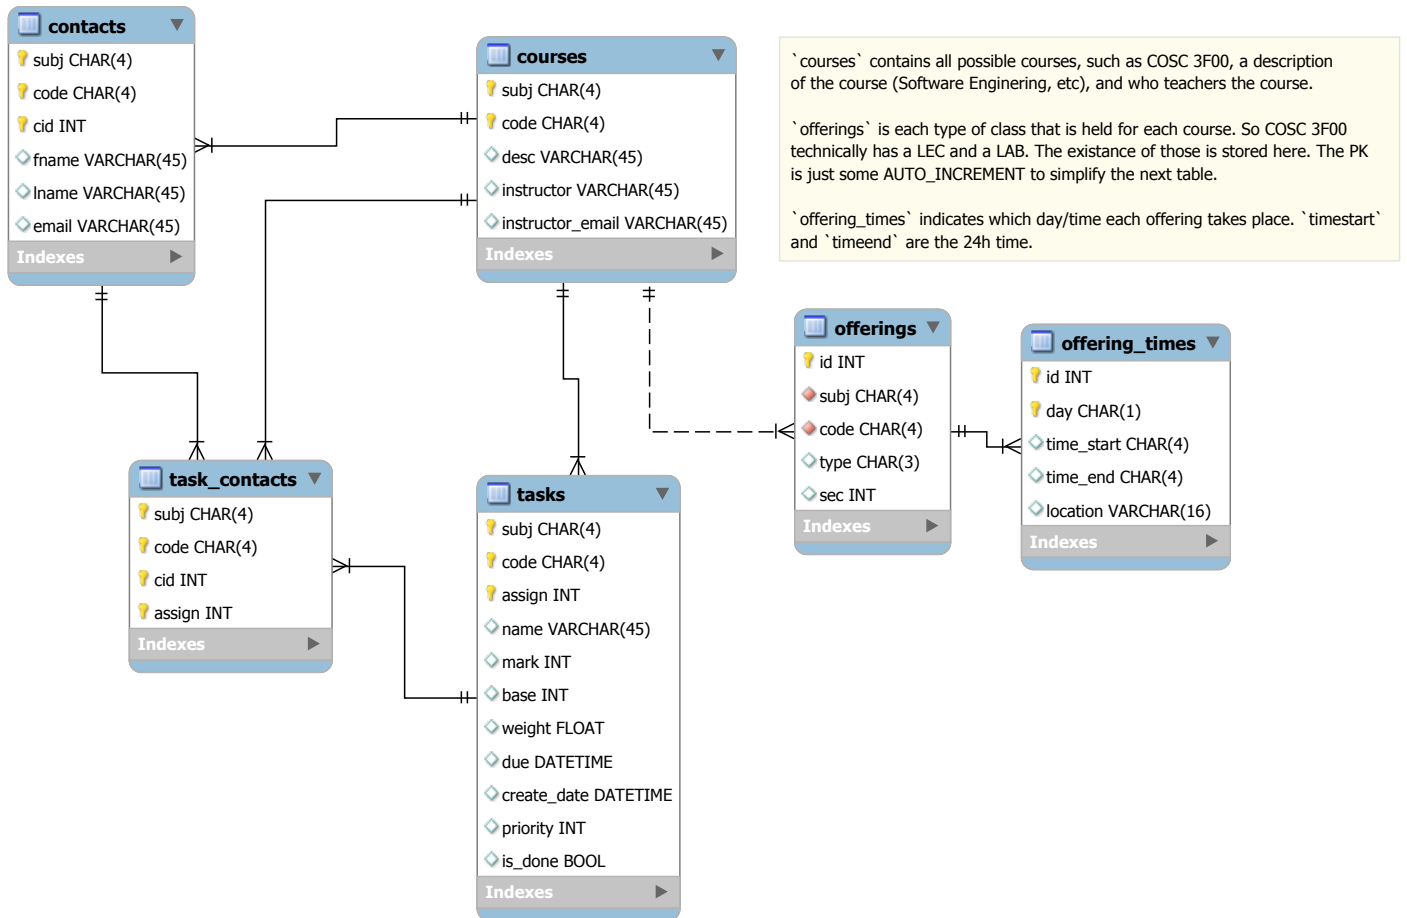 contacts
subj CHAR(4)
code CHAR(4)
cid INT
fname VARCHAR(45)
lname VARCHAR(45)
email VARCHAR(45)
Indexes
courses
subj CHAR(4)
code CHAR(4)
desc VARCHAR(45)
instructor VARCHAR(45)
instructor_email VARCHAR(45)
Indexes
`courses` contains all possible courses, such as COSC 3F00, a description
of the course (Software Enginering, etc), and who teachers the course.
`offerings` is each type of class that is held for each course. So COSC 3F00
technically has a LEC and a LAB. The existance of those is stored here. The PK
is just some AUTO_INCREMENT to simplify the next table.
`offering_times` indicates which day/time each offering takes place. `timestart`
and `timeend` are the 24h time.
offerings
id INT
subj CHAR(4)
code CHAR(4)
type CHAR(3)
sec INT
Indexes
offering_times
id INT
day CHAR(1)
time_start CHAR(4)
time_end CHAR(4)
location VARCHAR(16)
Indexes
task_contacts
subj CHAR(4)
code CHAR(4)
cid INT
assign INT
Indexes
tasks
subj CHAR(4)
code CHAR(4)
assign INT
name VARCHAR(45)
mark INT
base INT
weight FLOAT
due DATETIME
create_date DATETIME
priority INT
is_done BOOL
Indexes